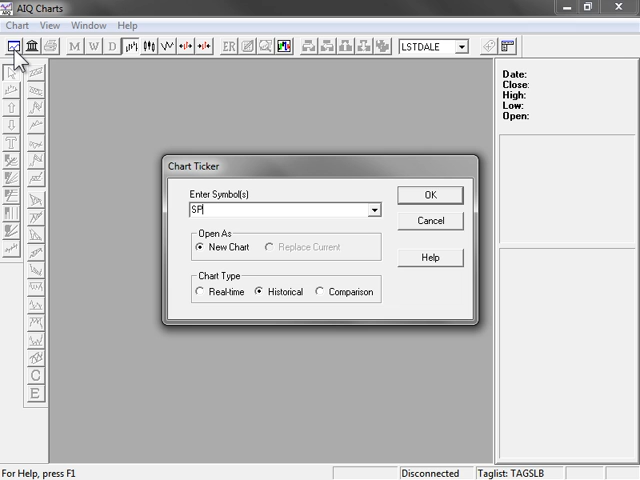 AIQ Charts
Chart View Window Help
M W D ER LSTDALE
Date:
Close:
High:
Low:
Open:
Chart Ticker
Enter Symbol(s)
SP
OK
Cancel
Help
Open As
New Chart Replace Current
Chart Type
Real-time Historical Comparison
T
C
E
For Help, press F1 Disconnected Taglist: TAGSLB